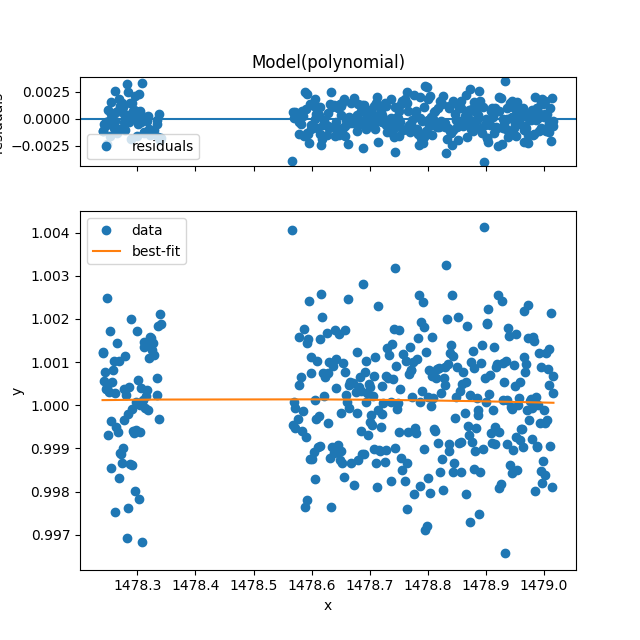 Model(polynomial)
0.0025
0.0000
−0.0025
residuals
residuals
1.004
1.003
1.002
1.001
1.000
0.999
0.998
0.997
data
best-fit
y
1478.3 1478.4 1478.5 1478.6 1478.7 1478.8 1478.9 1479.0
x